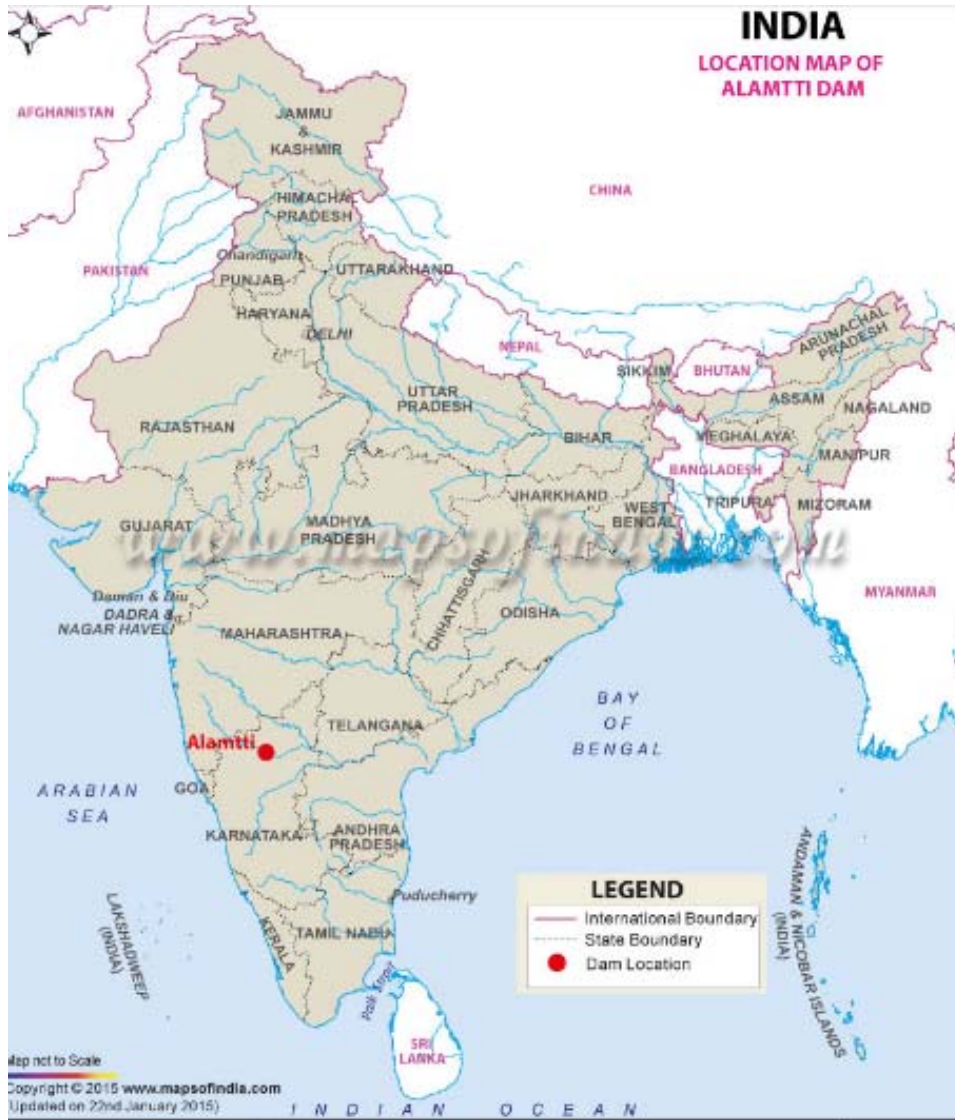 INDIA
LOCATION MAP OF
ALAMTTI DAM
AFGHANISTAN
JAMMU
&
KASHMIR
CHINA
HIMACHAL
PRADESH
PAKISTAN
Chandigarh
PUNJAB
UTTARAKHAND
HARYANA
DELHI
NEPAL
SIKKIM
BHUTAN
ARUNACHAL
PRADESH
UTTAR
PRADESH
ASSAM
NAGALAND
RAJASTHAN
BIHAR
MEGHALAYA
MANIPUR
BANGLADESH
JHARKHAND
WEST
BENGAL
TRIPURA
MIZORAM
GUJARAT
MADHYA
PRADESH
www.mapsofindia.com
CHHATTISGARH
MYANMAR
Daman & Diu
DADRA &
NAGAR HAVELI
ODISHA
MAHARASHTRA
BAY
OF
BENGAL
TELANGANA
Alamtti
GOA
ARABIAN
SEA
KARNATAKA
ANDHRA
PRADESH
Puducherry
LAKSHADWEEP
(INDIA)
KERALA
TAMIL NADU
Palk Strait
SRI
LANKA
ANDAMAN & NICOBAR ISLANDS
(INDIA)
LEGEND
International Boundary
State Boundary
Dam Location
Map not to Scale
Copyright © 2015 www.mapsofindia.com
(Updated on 22nd January 2015)
INDIAN OCEAN